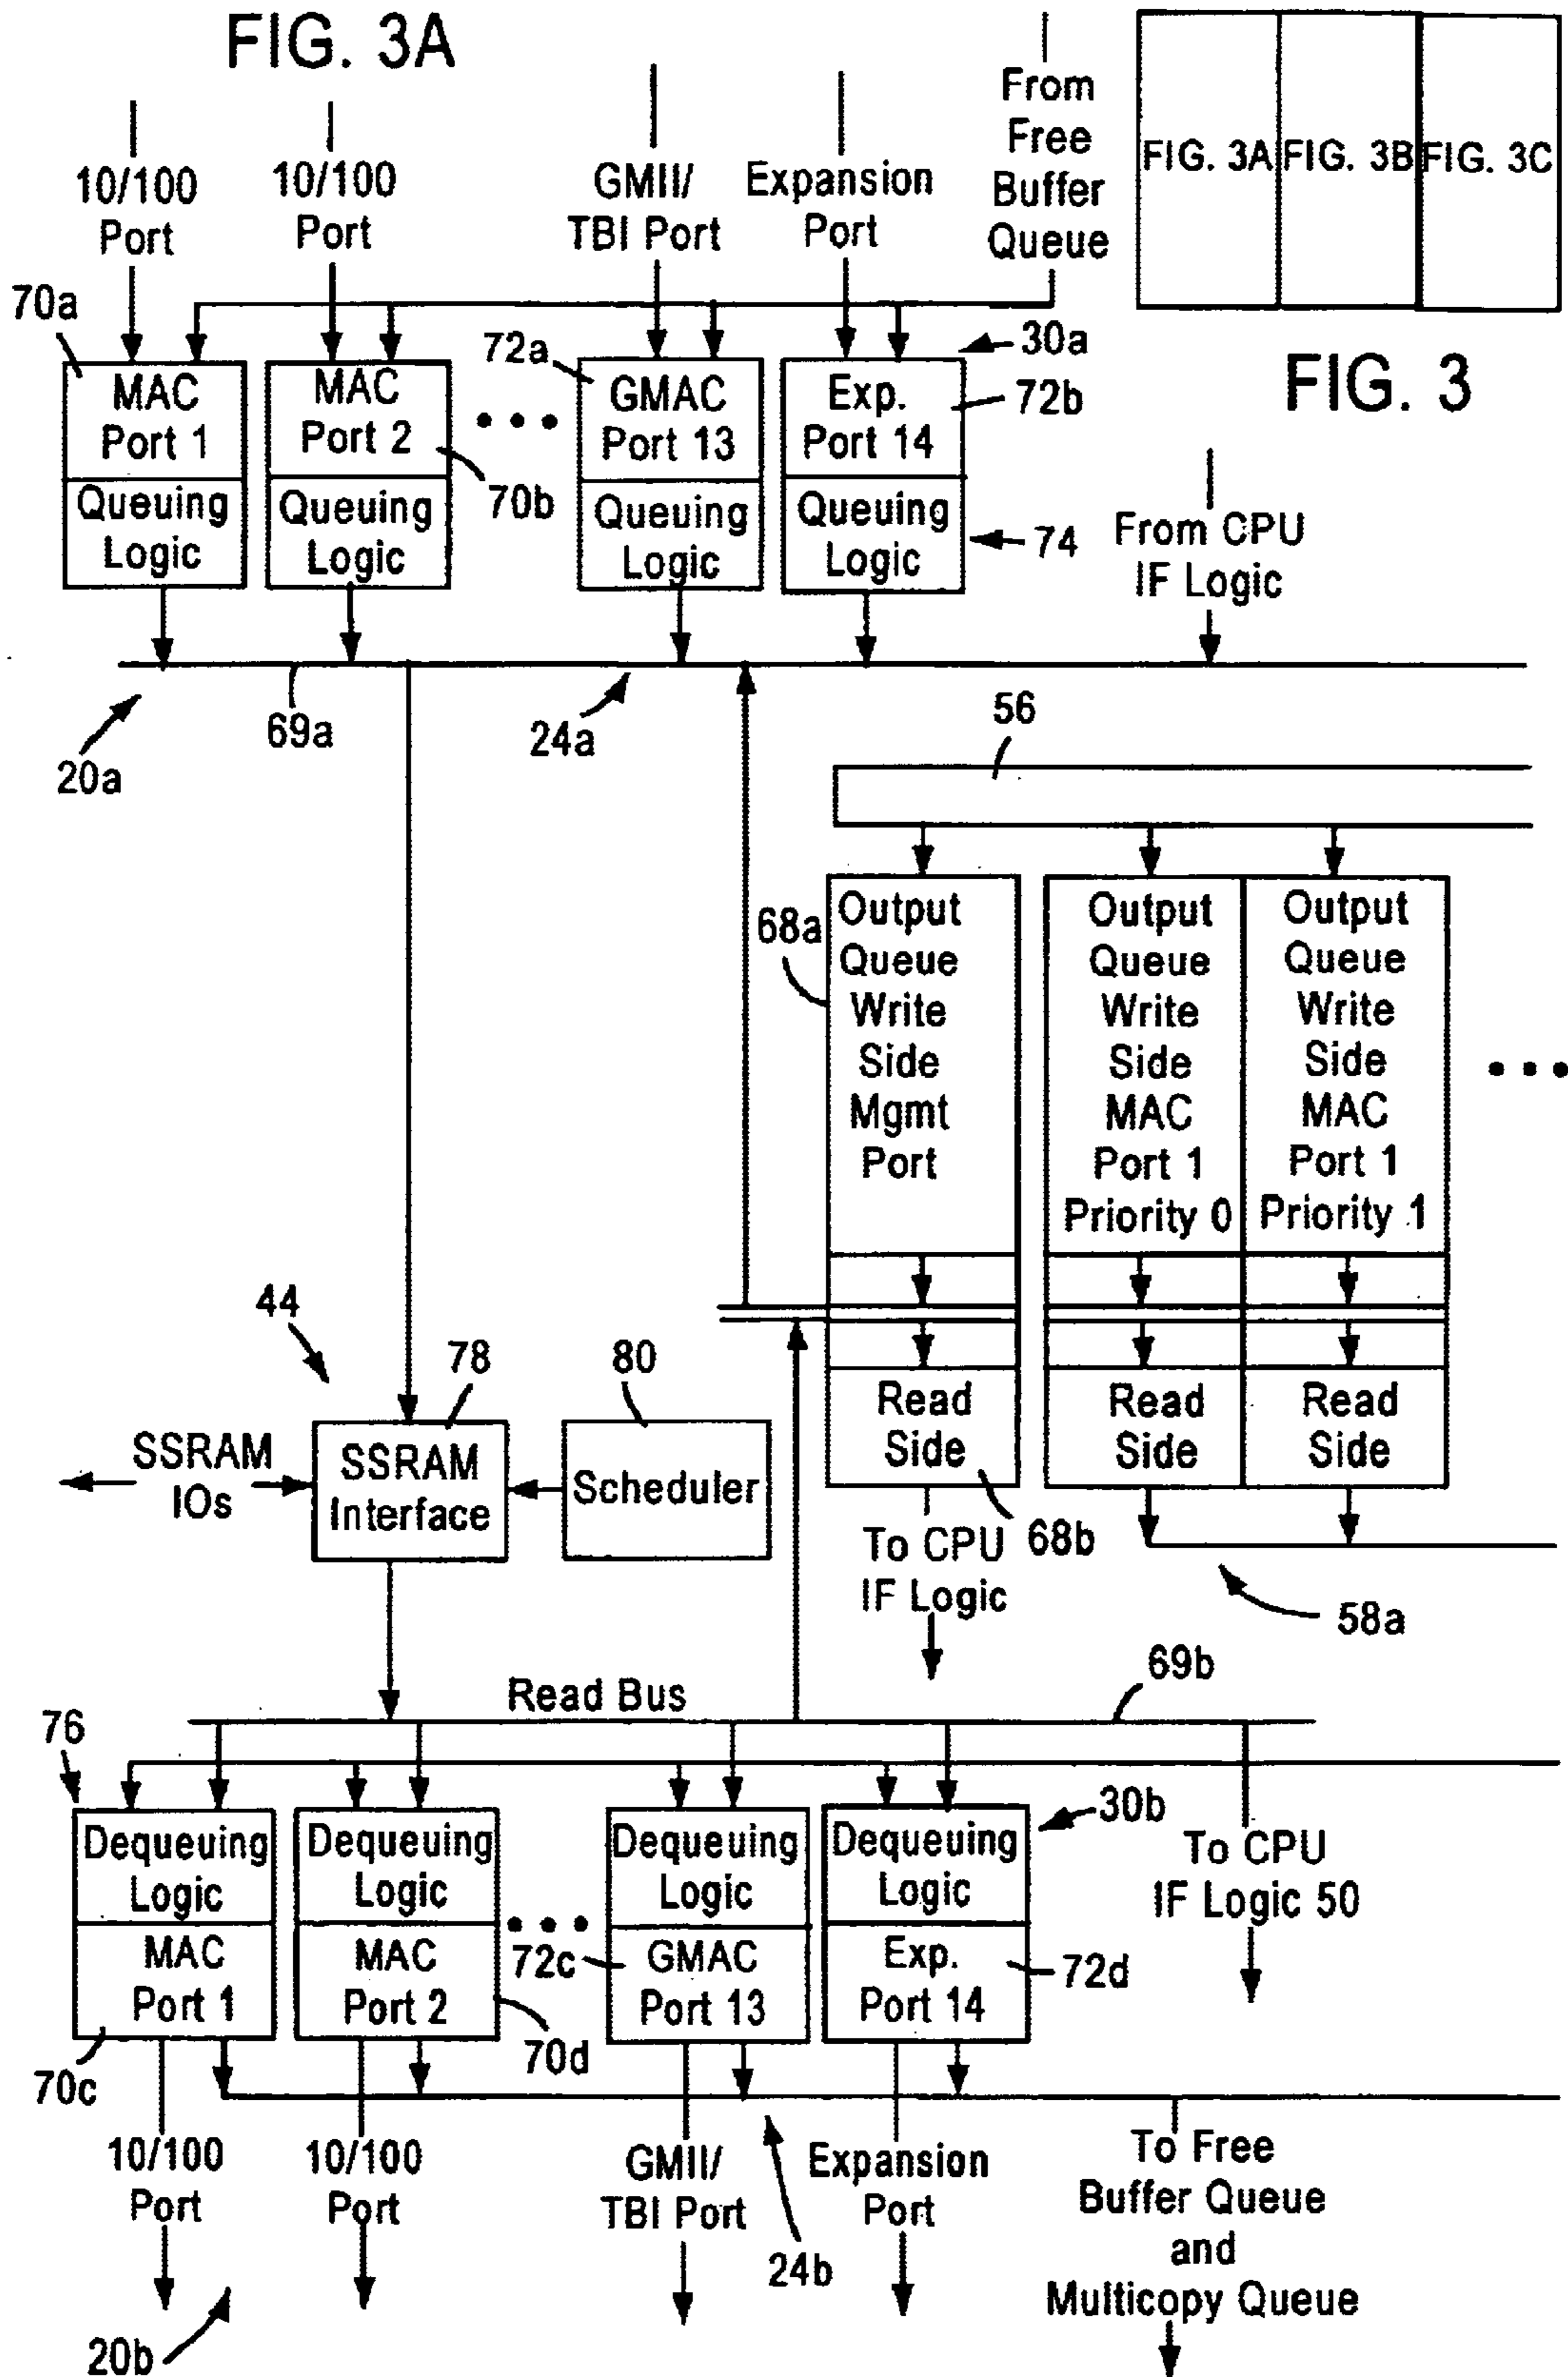 FIG. 3A
From
Free
Buffer
Queue
FIG. 3A
FIG. 3B
FIG. 3C
FIG. 3
10/100
Port
10/100
Port
GMII/
TBI Port
Expansion
Port
70a
72a
30a
72b
70b
74
MAC
Port 1
Queuing
Logic
MAC
Port 2
Queuing
Logic
GMAC
Port 13
Queuing
Logic
Exp.
Port 14
Queuing
Logic
From CPU
IF Logic
20a
69a
24a
56
68a
Output
Queue
Write
Side
Mgmt
Port
Output
Queue
Write
Side
MAC
Port 1
Priority 0
Output
Queue
Write
Side
MAC
Port 1
Priority 1
Read
Side
Read
Side
Read
Side
44
78
80
SSRAM
IOs
SSRAM
Interface
Scheduler
To CPU
IF Logic
68b
58a
Read Bus
69b
76
30b
Dequeuing
Logic
MAC
Port 1
Dequeuing
Logic
MAC
Port 2
Dequeuing
Logic
GMAC
Port 13
Dequeuing
Logic
Exp.
Port 14
To CPU
IF Logic 50
72c
72d
70c
70d
10/100
Port
10/100
Port
GMII/
TBI Port
Expansion
Port
To Free
Buffer Queue
and
Multicopy Queue
24b
20b